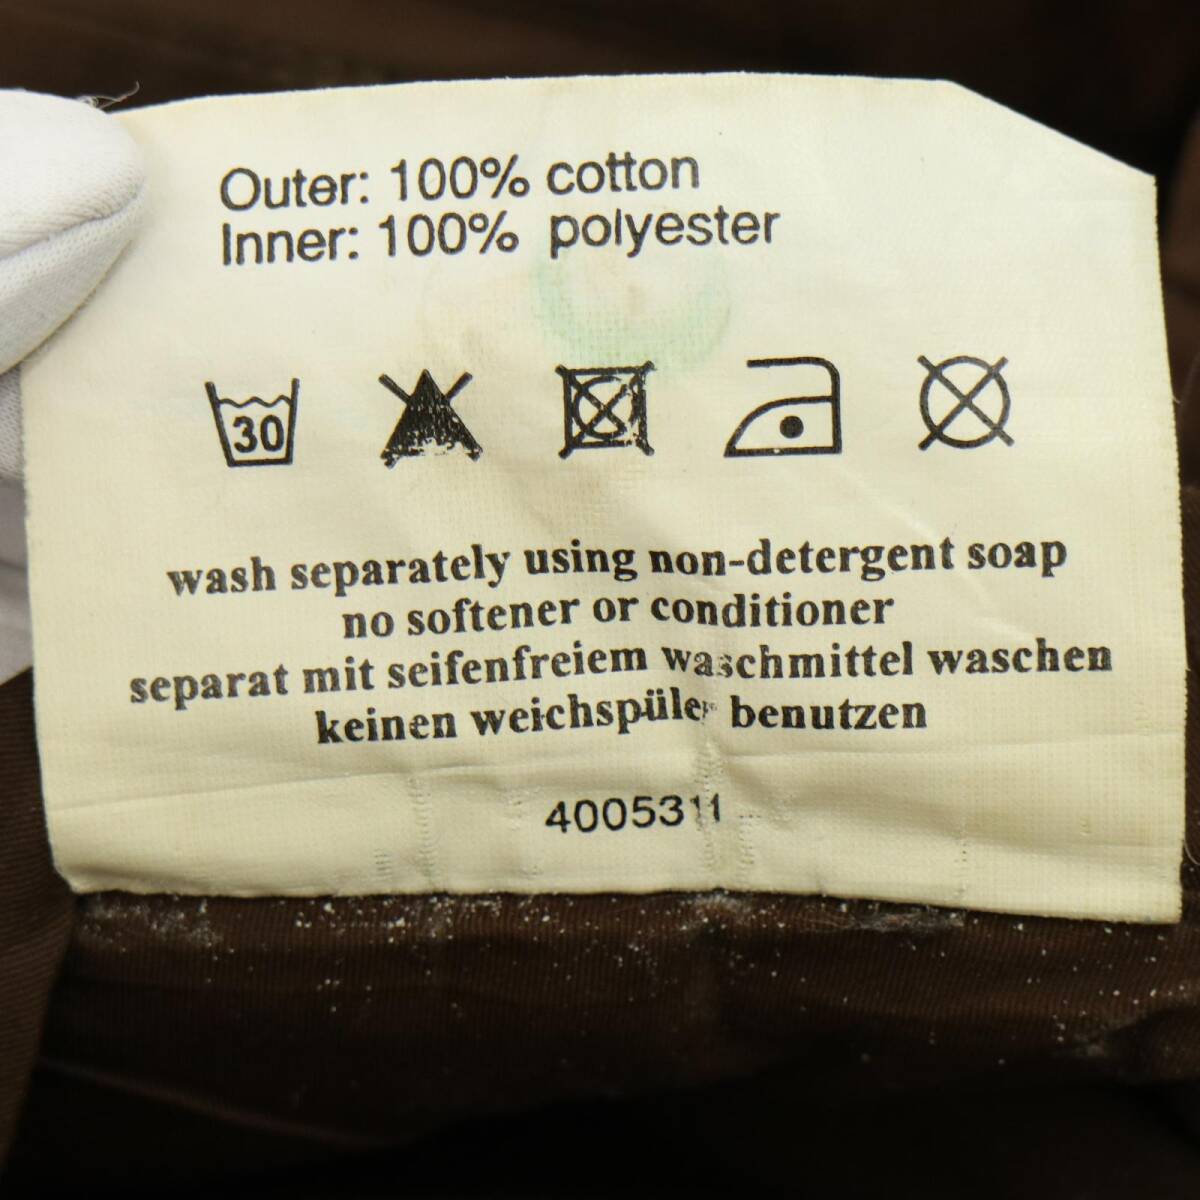 Outer: 100% cotton
Inner: 100% polyester
30
wash separately using non-detergent soap
no softener or conditioner
separat mit seifenfreiem waschmittel waschen
keinen weichspüler benutzen
4005311